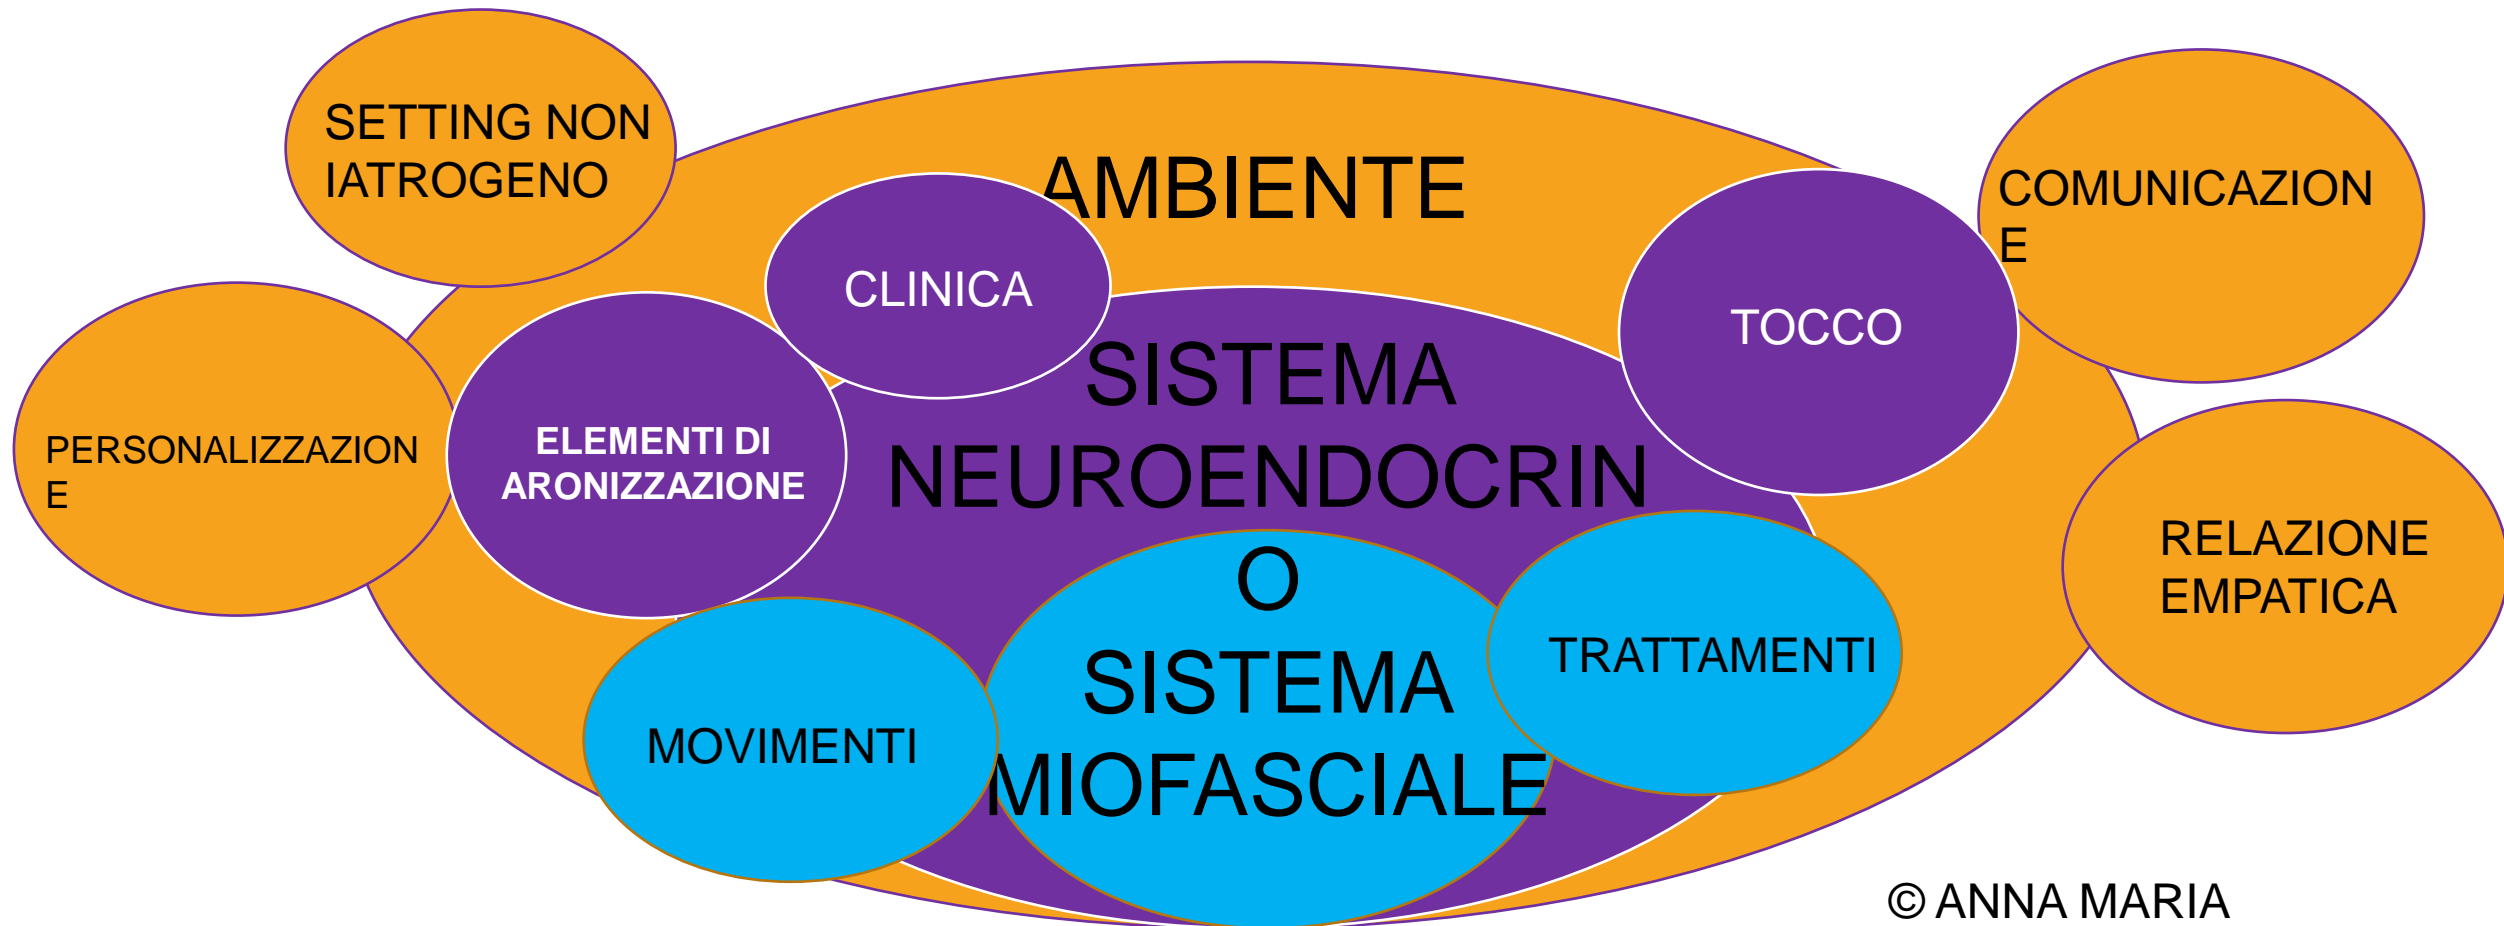 SETTING NON
IATROGENO
AMBIENTE
COMUNICAZION
E
CLINICA
TOCCO
PERSONALIZZAZION
E
ELEMENTI DI
ARONIZZAZIONE
SISTEMA
NEUROENDOCRIN
O
RELAZIONE
EMPATICA
TRATTAMENTI
MOVIMENTI
SISTEMA
MIOFASCIALE
© ANNA MARIA